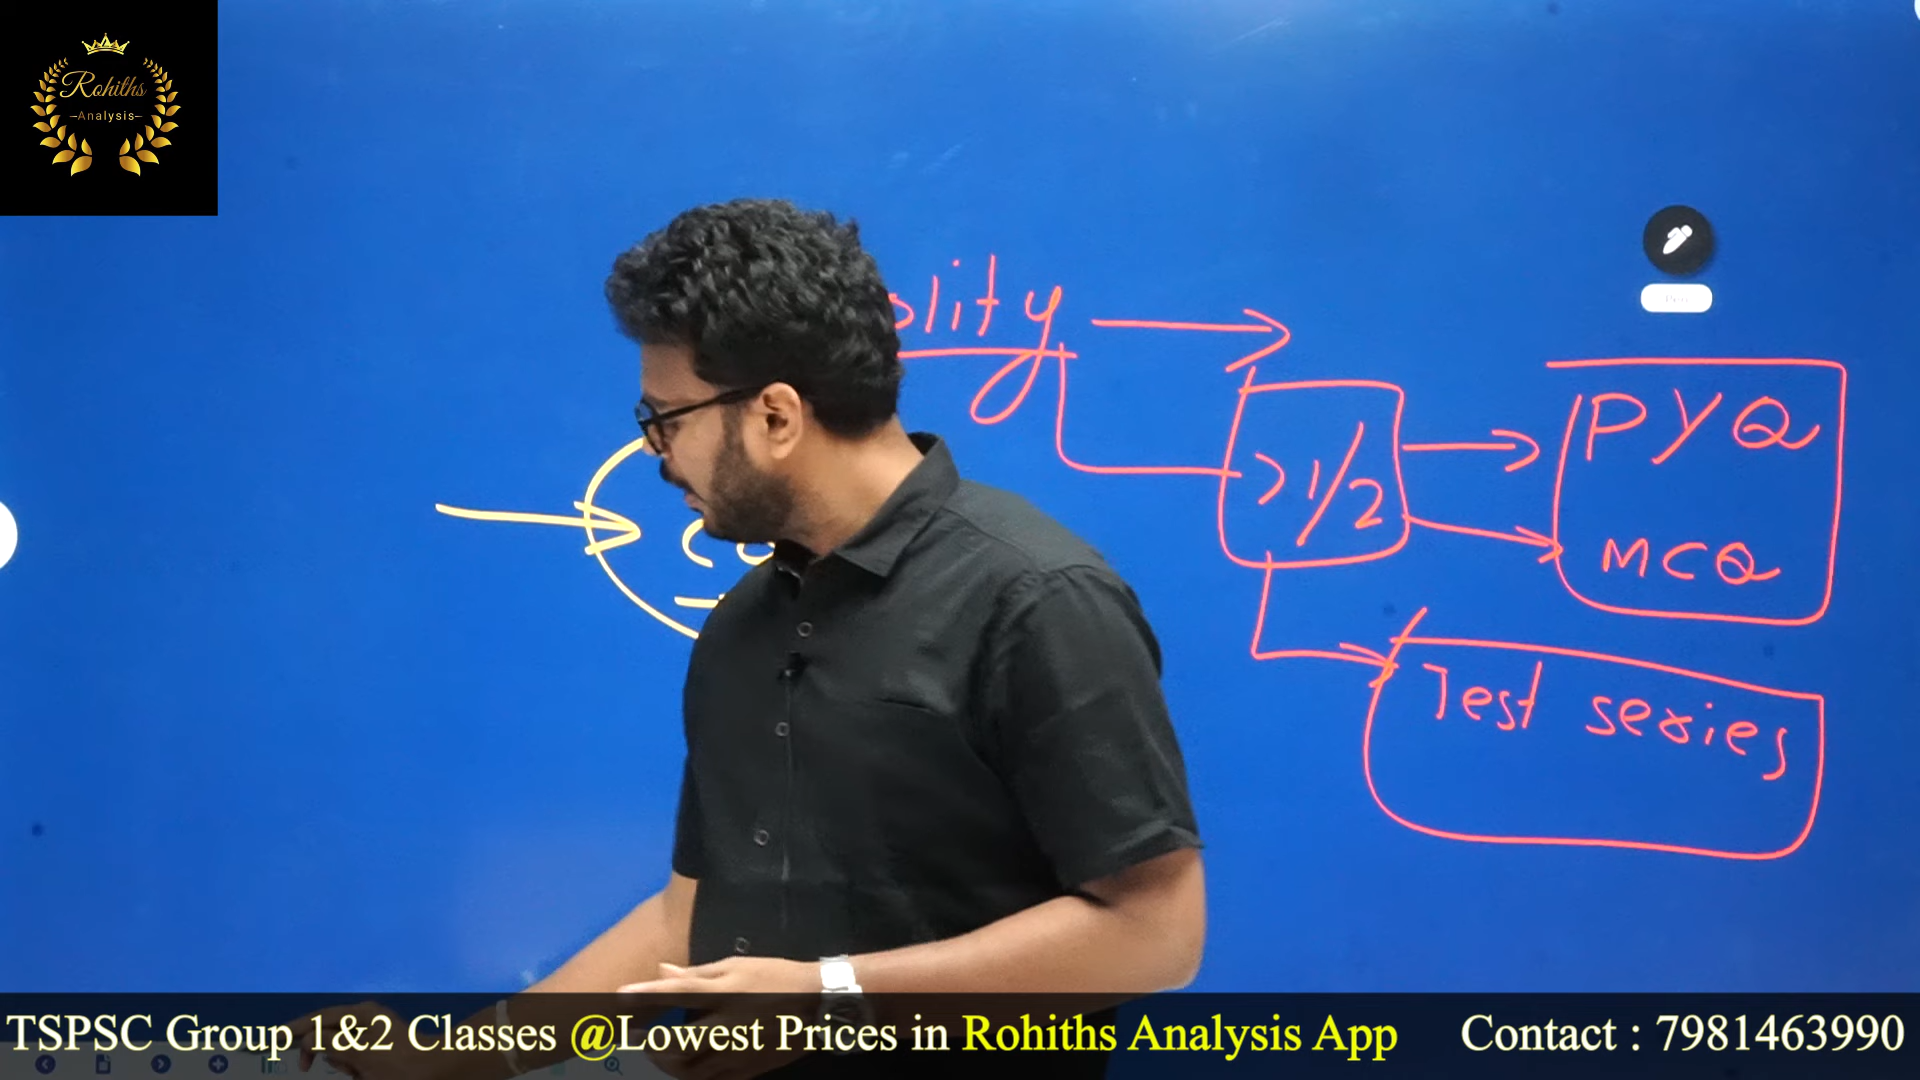 Rohiths
Analysis
olity
> 1/2
PYQ
MCQ
Test series
TSPSC Group 1&2 Classes @Lowest Prices in Rohiths Analysis App Contact : 7981463990